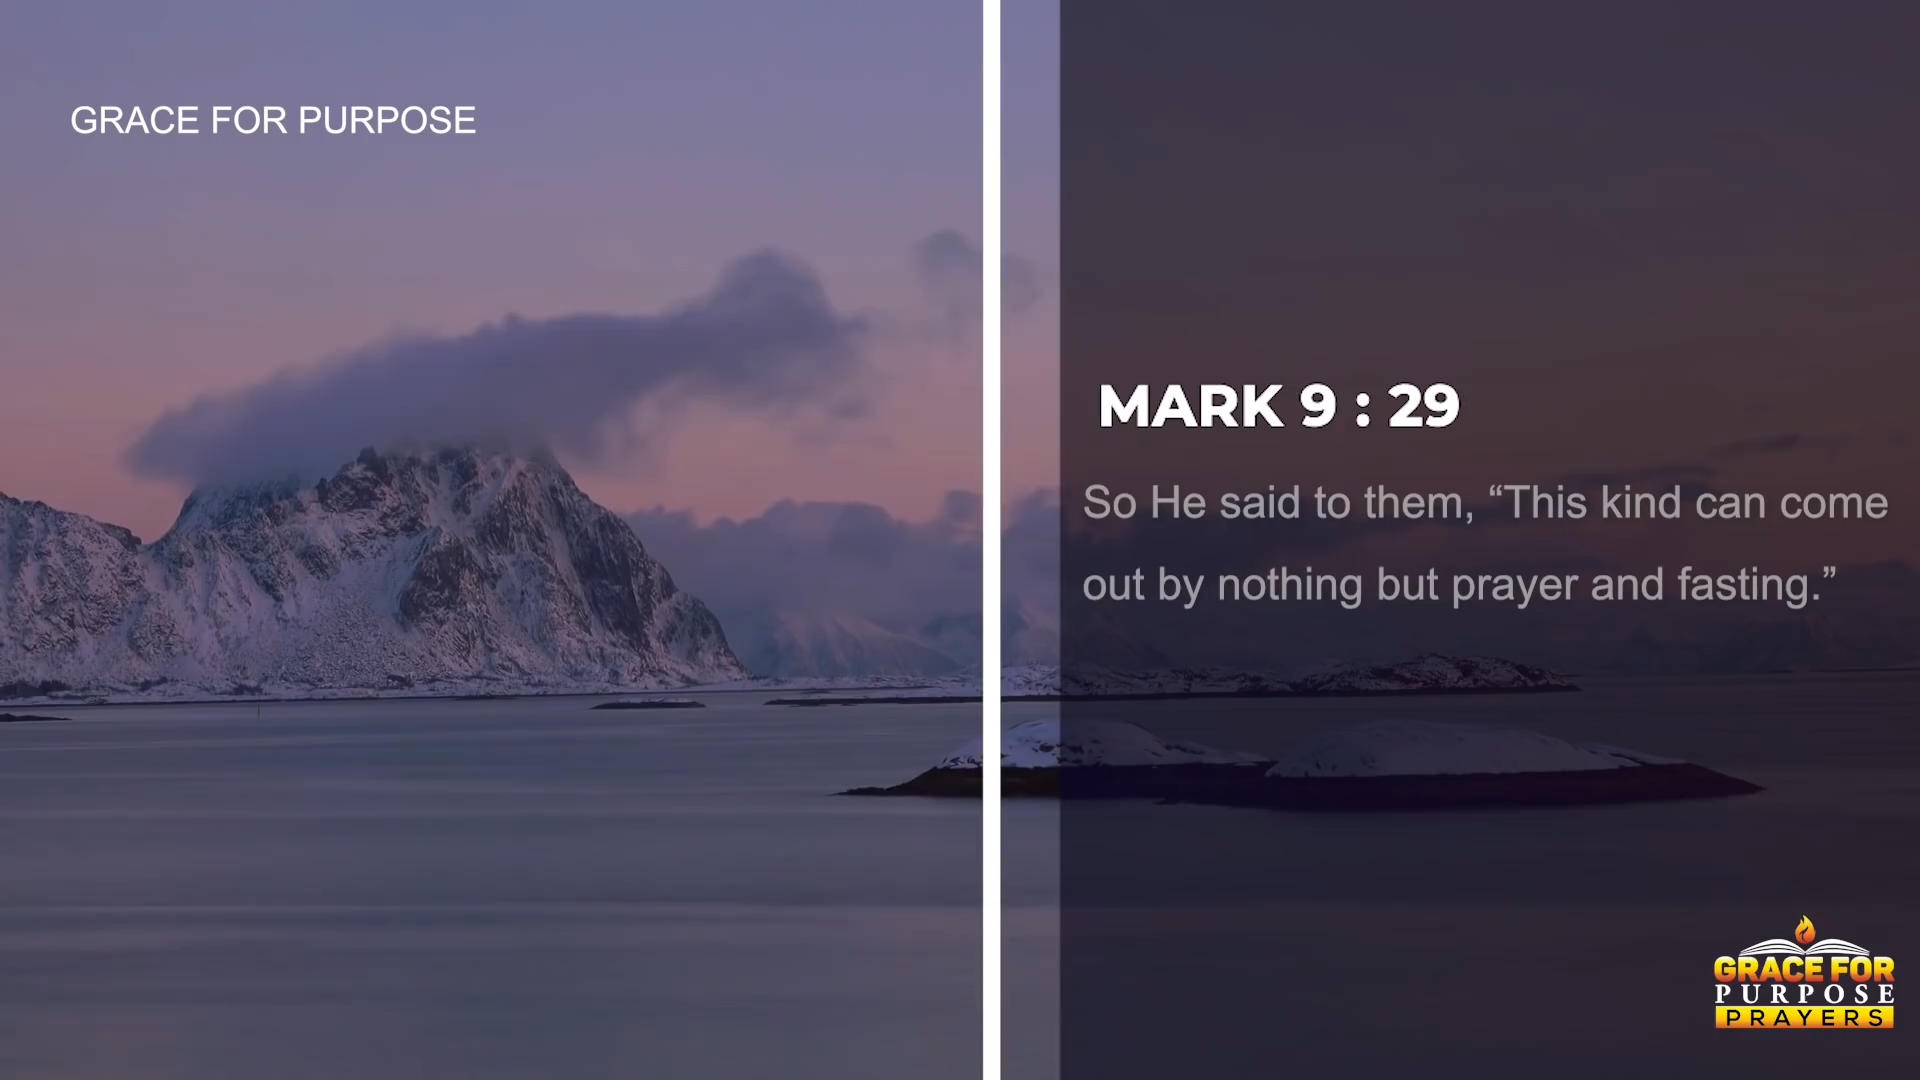 GRACE FOR PURPOSE
MARK 9 : 29
So He said to them, “This kind can come
out by nothing but prayer and fasting.”
GRACE FOR
PURPOSE
PRAYERS